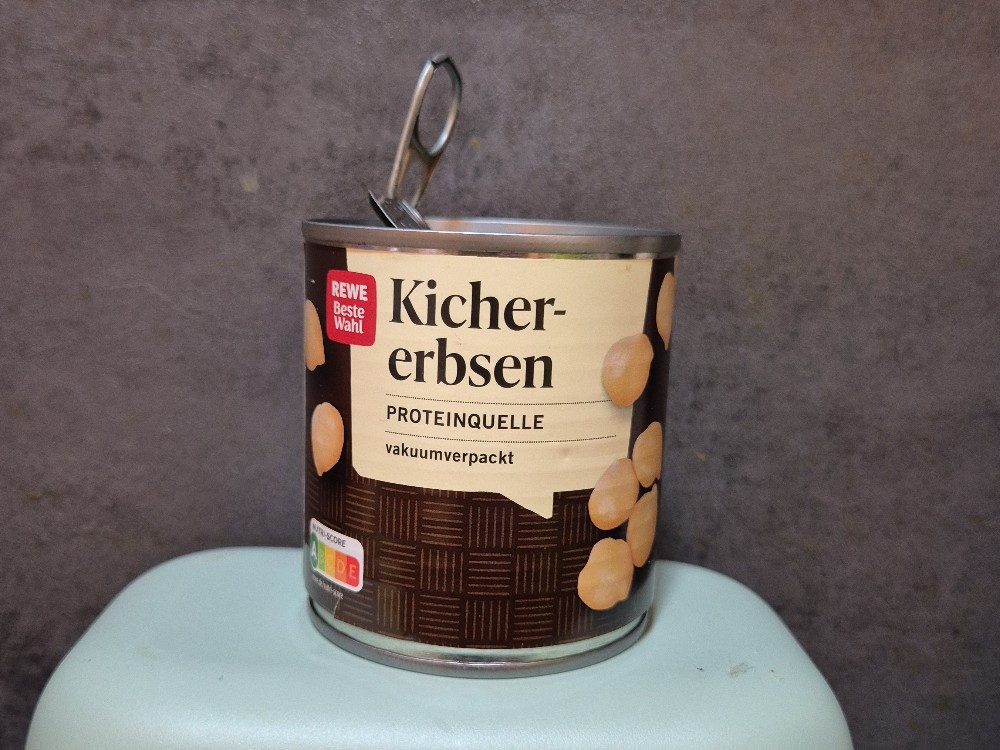 REWE
Beste
Wahl
Kicher-
erbsen
PROTEINQUELLE
vakuumverpackt
NUTRI-SCORE
A
D E